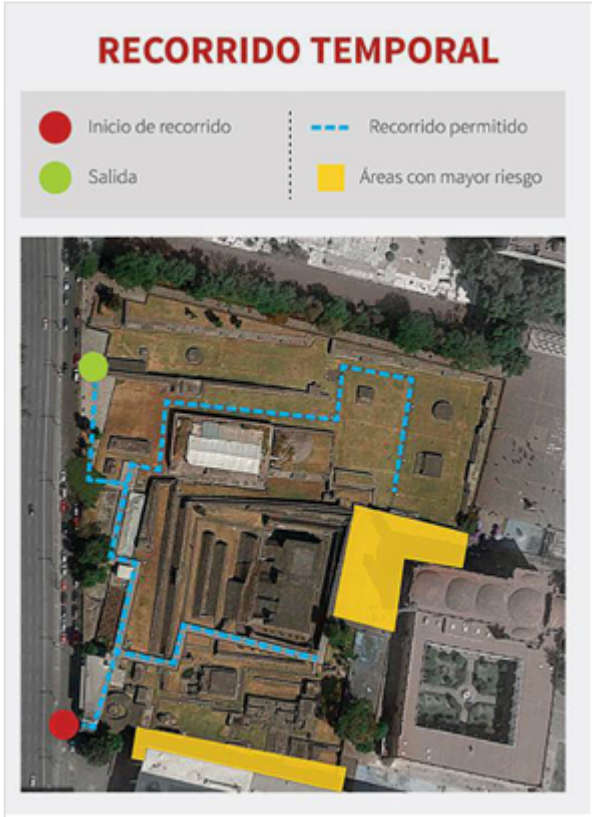 RECORRIDO TEMPORAL
Inicio de recorrido
Recorrido permitido
Salida
Áreas con mayor riesgo